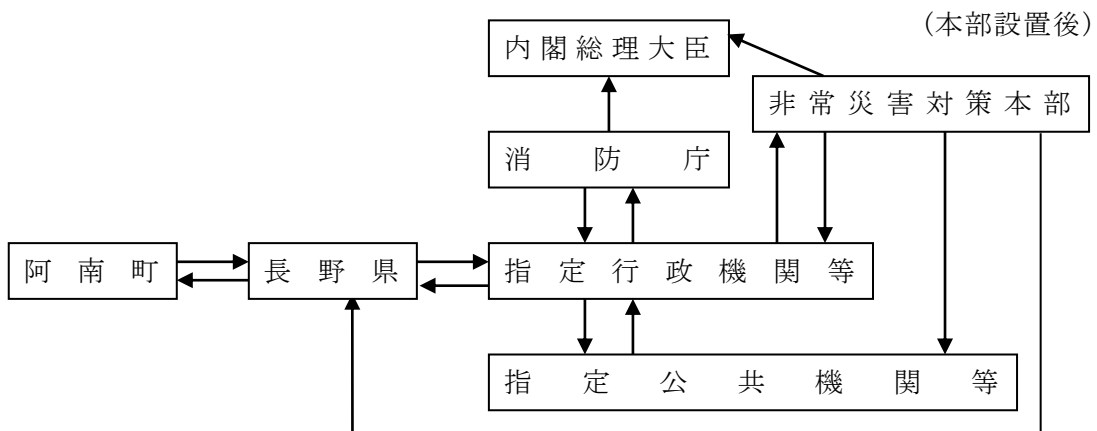 (本部設置後)
内閣総理大臣
非常災害対策本部
消防庁
阿南町
長野県
指定行政機関等
指定公共機関等